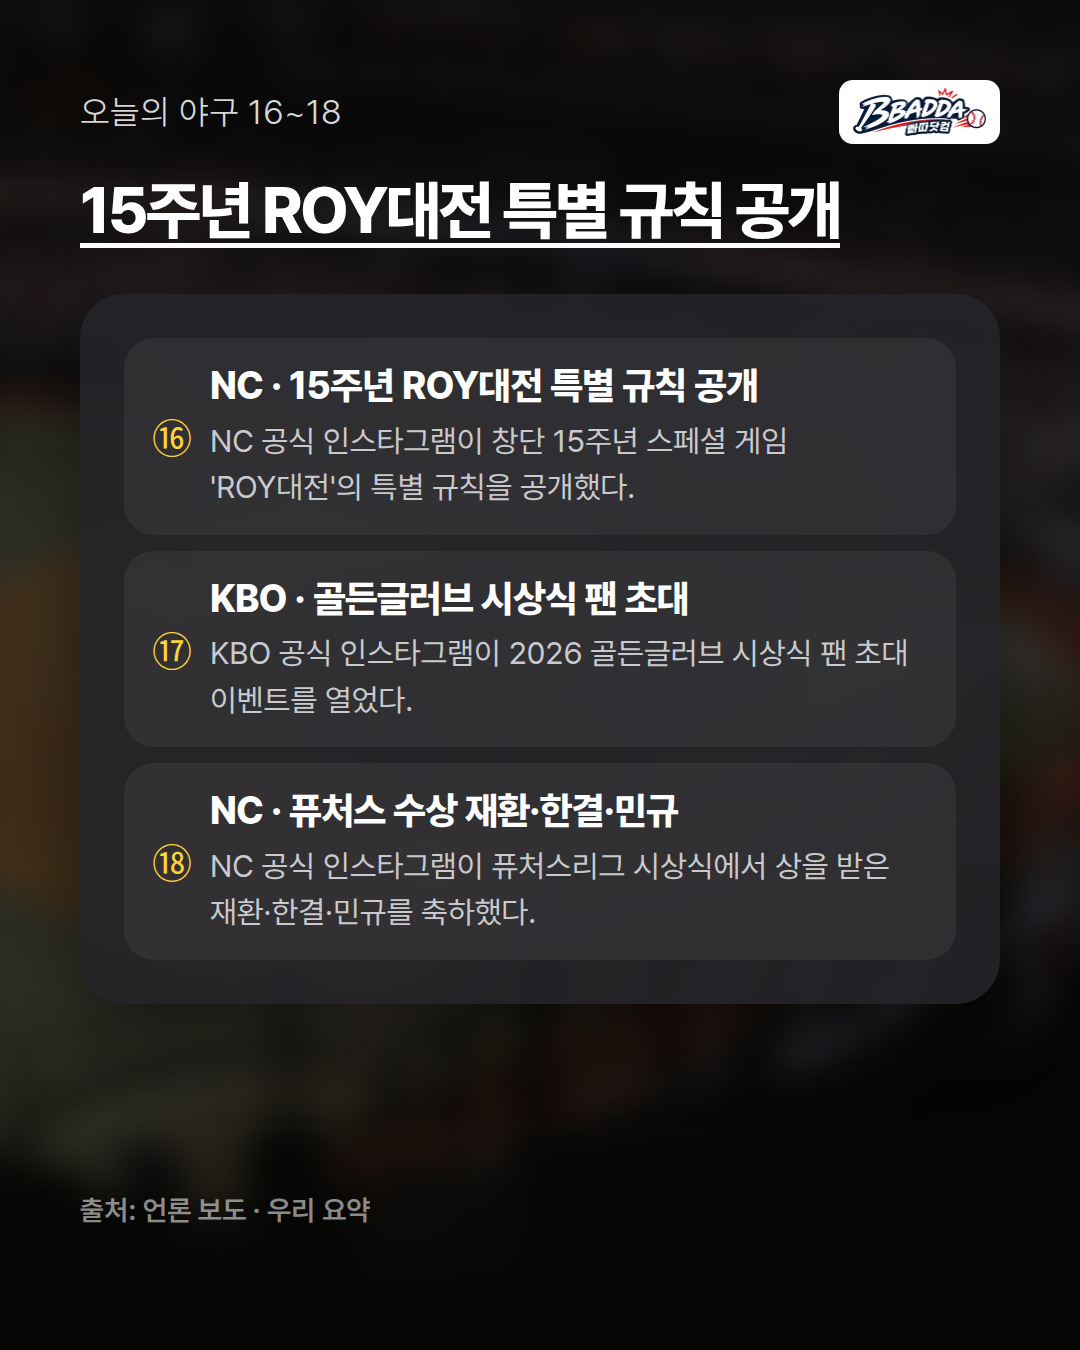 오늘의 야구 16~18
BBADDA
빠따닷컴
15주년 ROY대전 특별 규칙 공개
NC · 15주년 ROY대전 특별 규칙 공개
⑯ NC 공식 인스타그램이 창단 15주년 스페셜 게임
'ROY대전'의 특별 규칙을 공개했다.
KBO · 골든글러브 시상식 팬 초대
⑰ KBO 공식 인스타그램이 2026 골든글러브 시상식 팬 초대
이벤트를 열었다.
NC · 퓨처스 수상 재환·한결·민규
⑱ NC 공식 인스타그램이 퓨처스리그 시상식에서 상을 받은
재환·한결·민규를 축하했다.
출처: 언론 보도 · 우리 요약